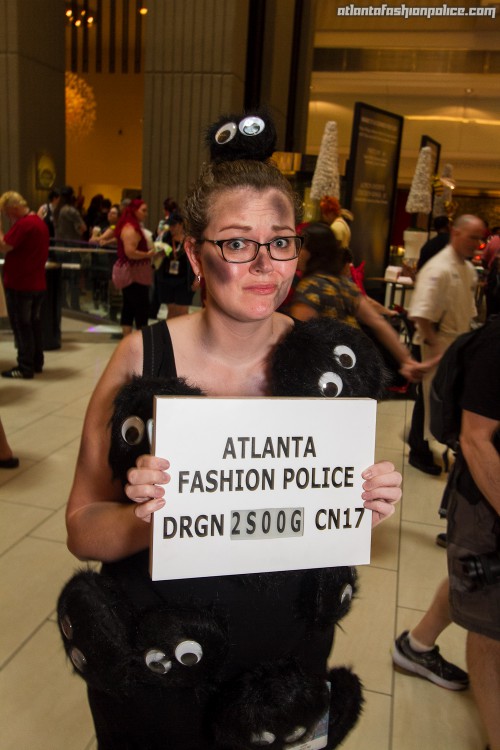 atlantafashionpolice.com
ATLANTA
FASHION POLICE
DRGN 2S00G CN17